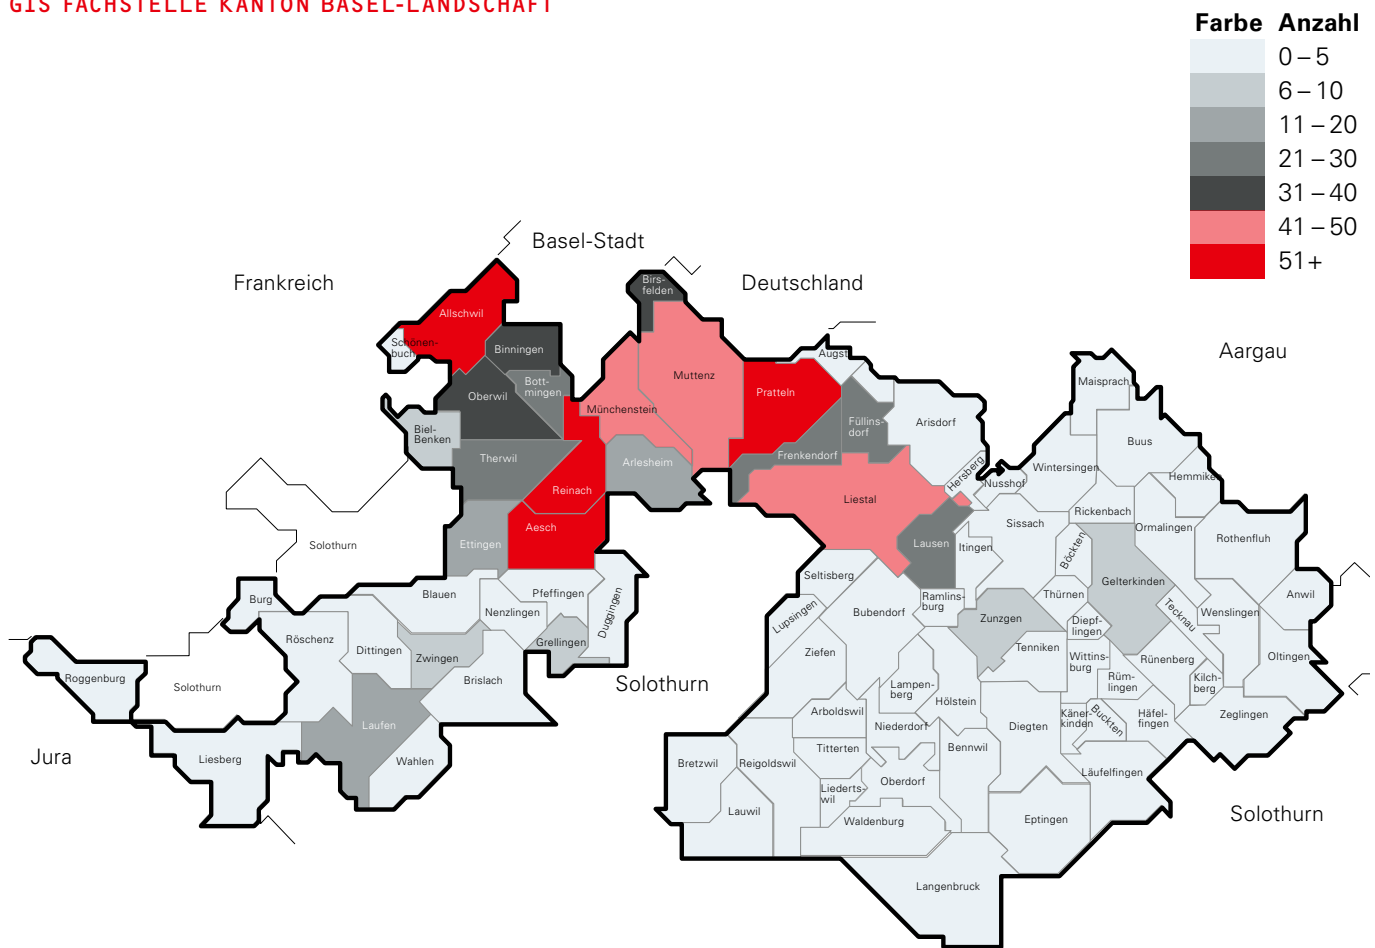 GIS FACHSTELLE KANTON BASEL-LANDSCHAFT
Farbe Anzahl
0 – 5
6 – 10
11 – 20
21 – 30
31 – 40
41 – 50
51 +
Basel-Stadt
Frankreich
Deutschland
Aargau
Solothurn
Jura
Solothurn
Solothurn
Solothurn
Allschwil
Schönen-
buch
Binningen
Bott-
mingen
Oberwil
Biel-
Benken
Therwil
Reinach
Aesch
Ettingen
Birs-
felden
Muttenz
Münchenstein
Arlesheim
Pratteln
Augst
Füllins-
dorf
Frenkendorf
Arisdorf
Hersberg
Liestal
Lausen
Nusshof
Wintersingen
Maisprach
Buus
Hemmike
Rickenbach
Ormalingen
Rothenfluh
Sissach
Itingen
Böckten
Gelterkinden
Thürnen
Tecknau
Wenslingen
Anwil
Oltingen
Seltisberg
Lupsingen
Bubendorf
Ramlins-
burg
Zunzgen
Diepf-
lingen
Tenniken
Wittins-
burg
Rünenberg
Rüm-
lingen
Kilch-
berg
Zeglingen
Ziefen
Lampen-
berg
Hölstein
Arboldswil
Niederdorf
Diegten
Känerkinden
Buckten
Häfel-
fingen
Bretzwil
Reigoldswil
Titterten
Bennwil
Läufelfingen
Oberdorf
Liederts-
wil
Lauwil
Waldenburg
Eptingen
Langenbruck
Burg
Blauen
Pfeffingen
Nenzlingen
Duggingen
Grellingen
Röschenz
Dittingen
Zwingen
Brislach
Roggenburg
Laufen
Liesberg
Wahlen